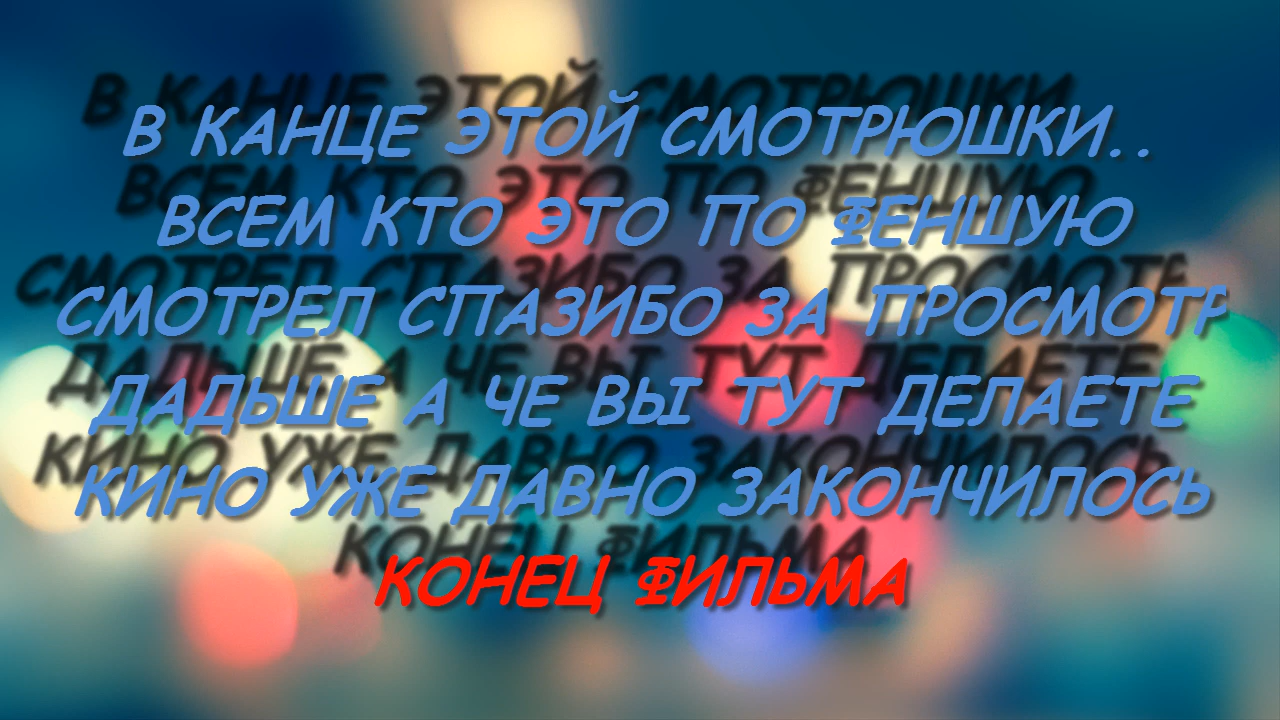 В КАНЦЕ ЭТОЙ СМОТРЮШКИ..
ВСЕМ КТО ЭТО ПО ФЕНШУЮ
СМОТРЕЛ СПАЗИБО ЗА ПРОСМОТР
ДАДЬШЕ А ЧЕ ВЫ ТУТ ДЕЛАЕТЕ
КИНО УЖЕ ДАВНО ЗАКОНЧИЛОСЬ
КОНЕЦ ФИЛЬМА